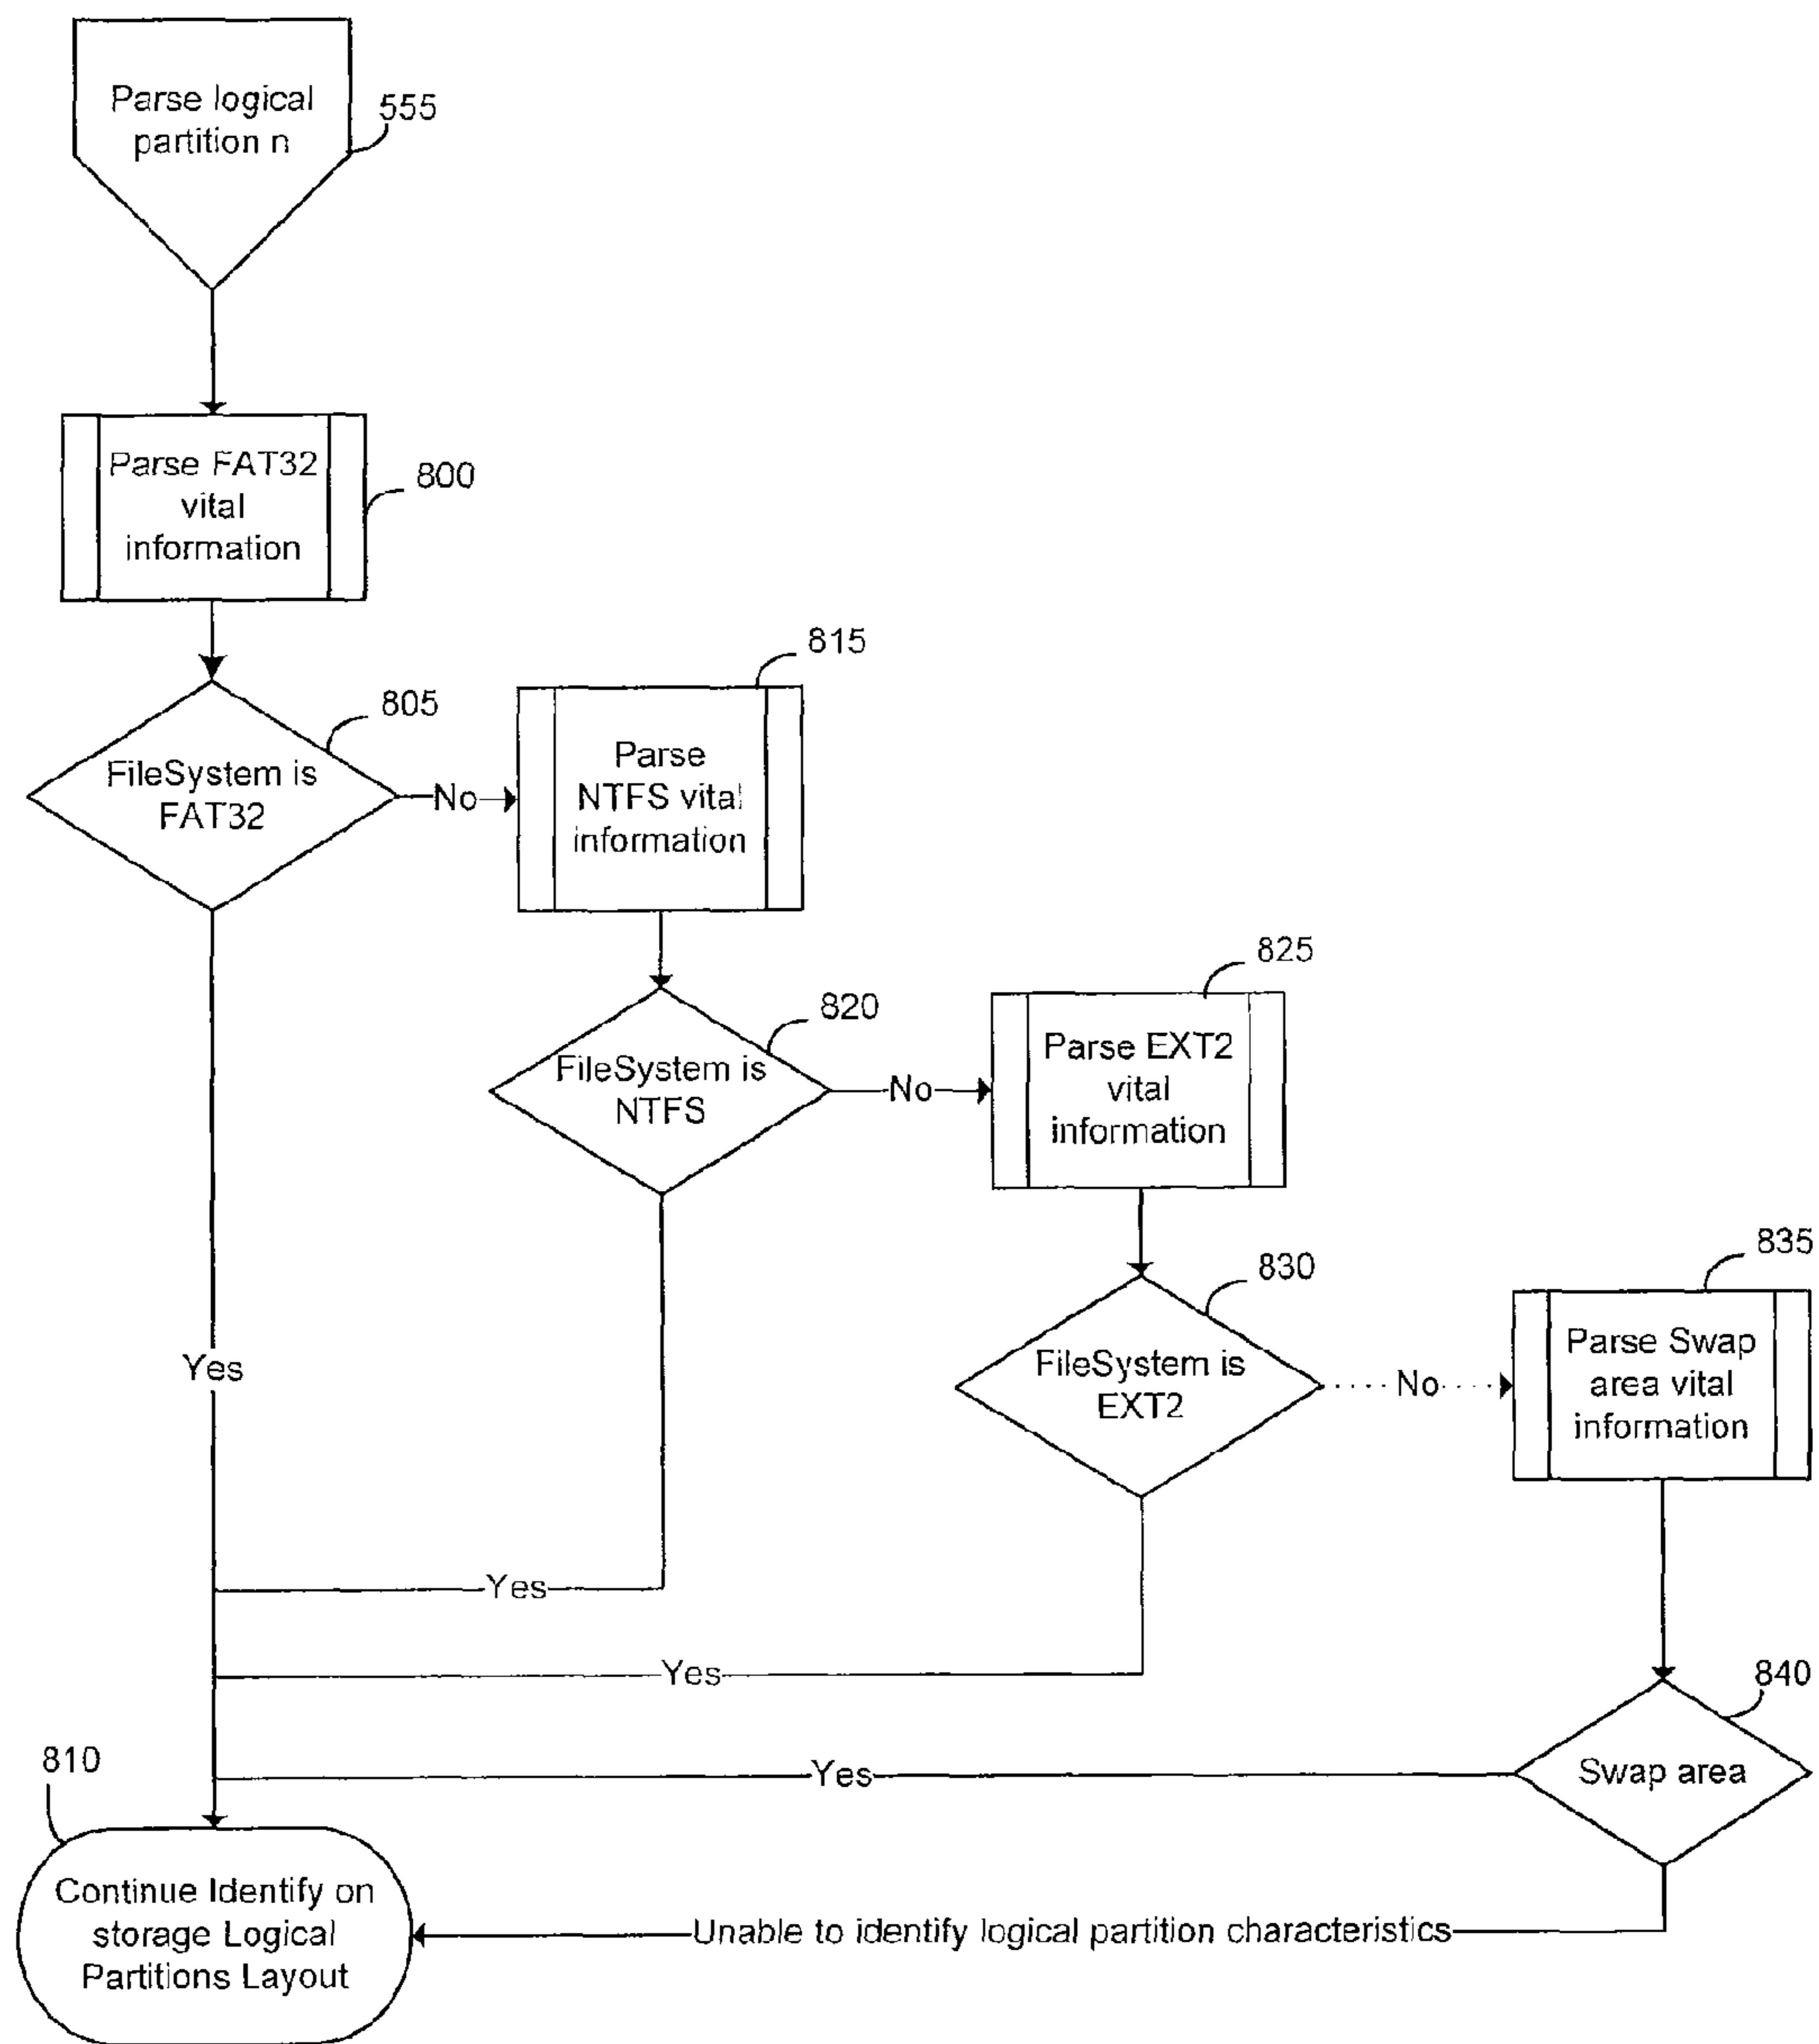 Parse logical
partition n
555
Parse FAT32
vital
information
800
815
805
FileSystem is
FAT32
No
Parse
NTFS vital
information
825
820
FileSystem is
NTFS
No
Parse EXT2
vital
information
835
830
FileSystem is
EXT2
No
Parse Swap
area vital
information
Yes
Yes
Yes
840
810
Yes
Swap area
Continue Identify on
storage Logical
Partitions Layout
Unable to identify logical partition characteristics